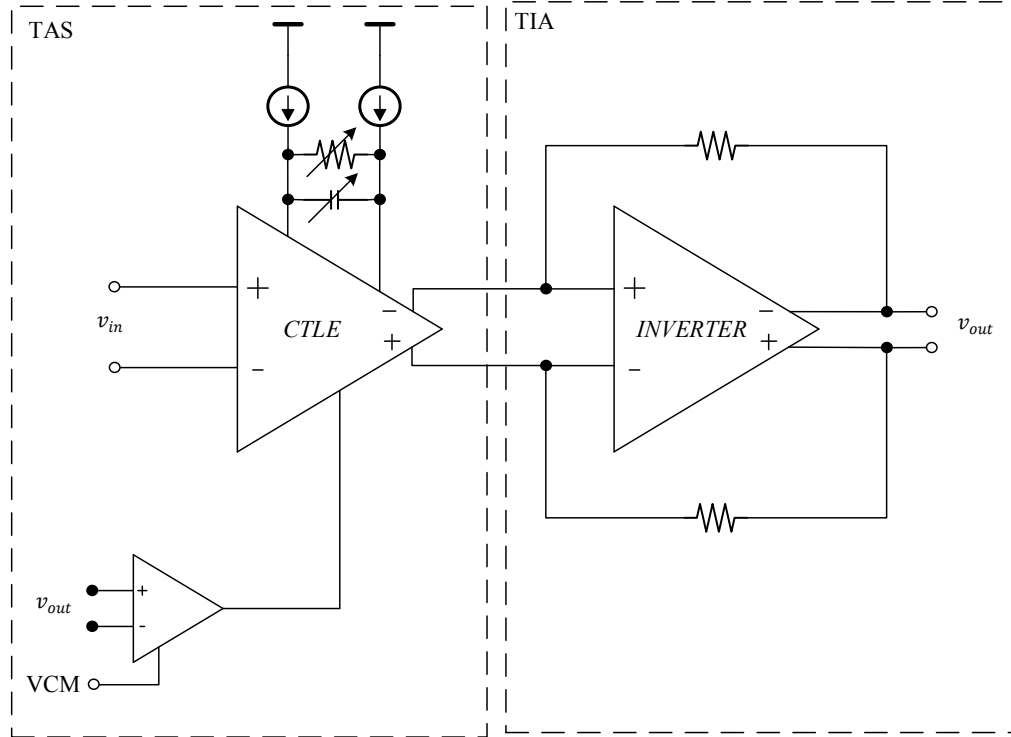 TAS
TIA
+
-
CTLE
-
+
v_in
+
-
INVERTER
-
+
v_out
v_out
+
-
VCM